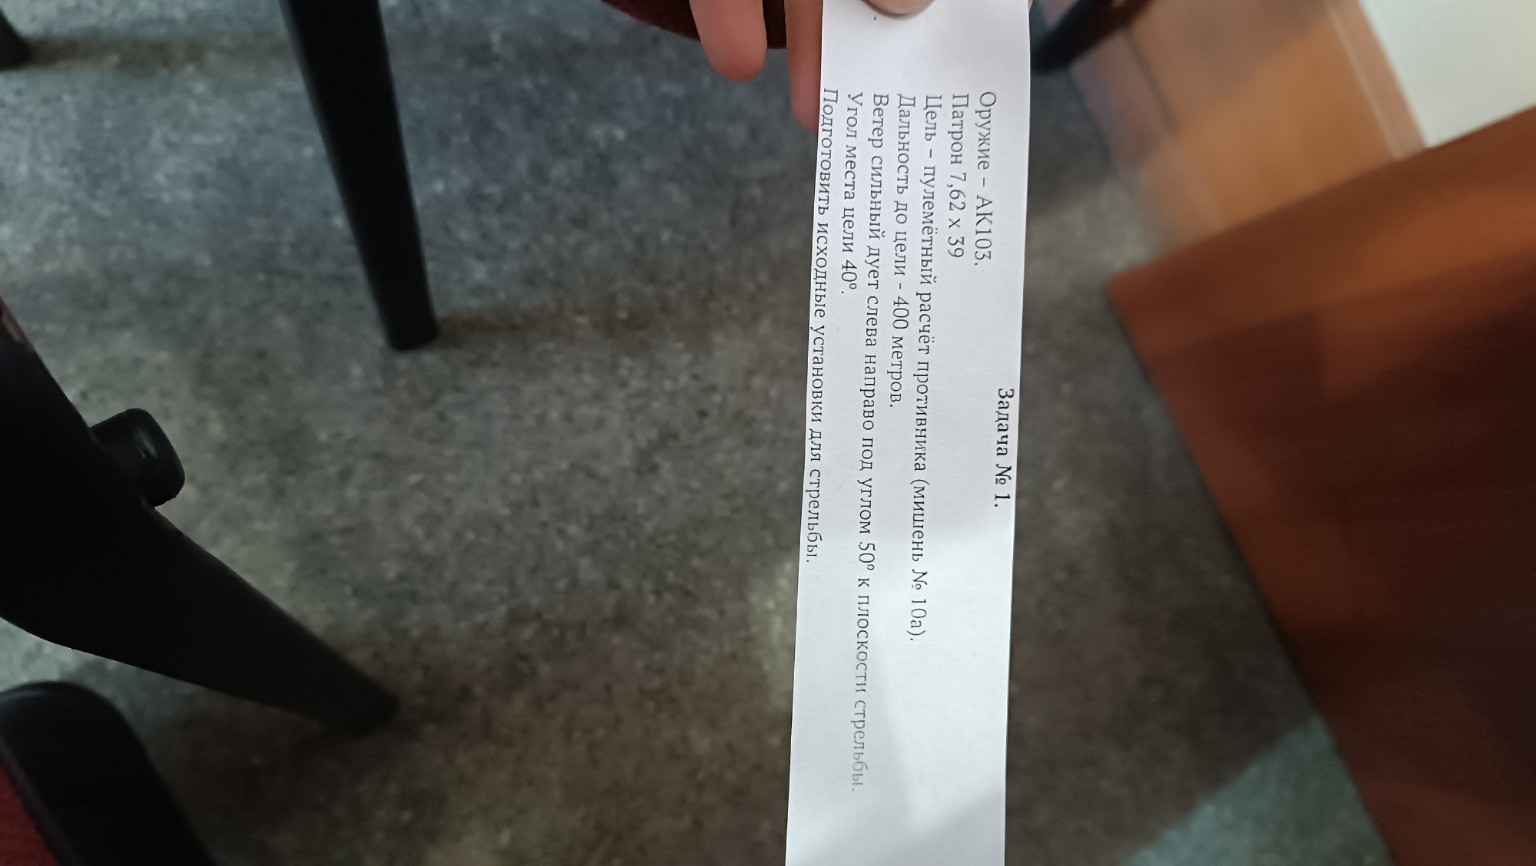 Задача № 1.
Оружие – АК103.
Патрон 7,62 х 39
Цель – пулемётный расчёт противника (мишень № 10а).
Дальность до цели - 400 метров.
Ветер сильный дует слева направо под углом 50° к плоскости стрельбы.
Угол места цели 40°.
Подготовить исходные установки для стрельбы.